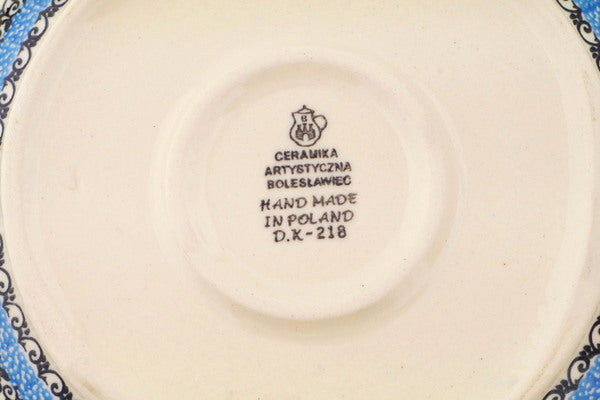 B
CERAMIKA
ARTYSTYCZNA
BOLESŁAWIEC
HAND MADE
IN POLAND
D.K-218